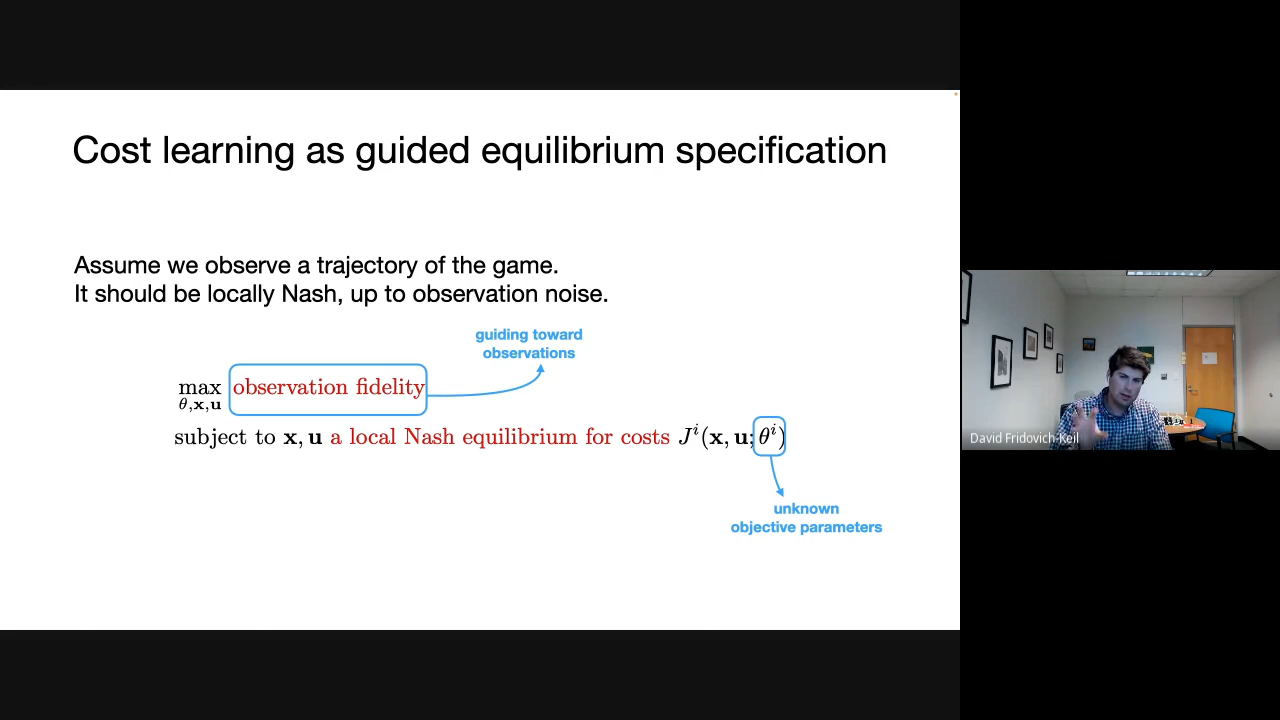 Cost learning as guided equilibrium specification
Assume we observe a trajectory of the game.
It should be locally Nash, up to observation noise.
guiding toward
observations
max observation fidelity
θ,x,u
subject to x, u a local Nash equilibrium for costs Jⁱ(x, u; θⁱ)
unknown
objective parameters
David Fridovich-Keil